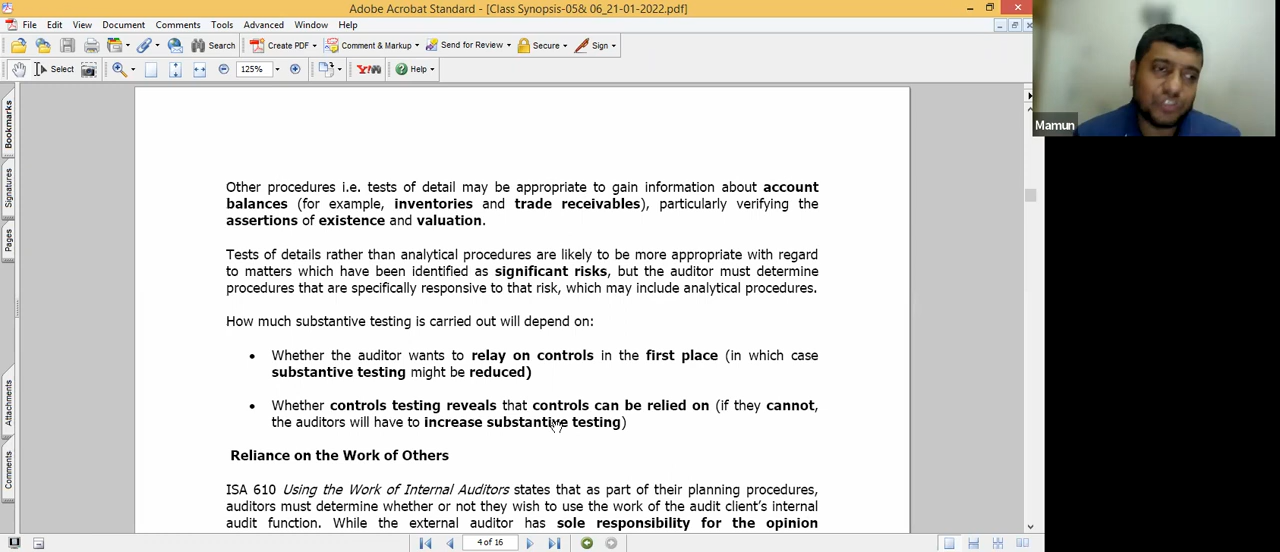 Adobe Acrobat Standard - [Class Synopsis-05& 06_21-01-2022.pdf]
File Edit View Document Comments Tools Advanced Window Help
Search Create PDF Comment & Markup Send for Review Secure Sign
Select 125% Y! Help
Bookmarks
Signatures
Pages
Attachments
Comments
Mamun
Other procedures i.e. tests of detail may be appropriate to gain information about account
balances (for example, inventories and trade receivables), particularly verifying the
assertions of existence and valuation.
Tests of details rather than analytical procedures are likely to be more appropriate with regard
to matters which have been identified as significant risks, but the auditor must determine
procedures that are specifically responsive to that risk, which may include analytical procedures.
How much substantive testing is carried out will depend on:
• Whether the auditor wants to relay on controls in the first place (in which case
substantive testing might be reduced)
• Whether controls testing reveals that controls can be relied on (if they cannot,
the auditors will have to increase substantive testing)
Reliance on the Work of Others
ISA 610 Using the Work of Internal Auditors states that as part of their planning procedures,
auditors must determine whether or not they wish to use the work of the audit client's internal
audit function. While the external auditor has sole responsibility for the opinion
4 of 16